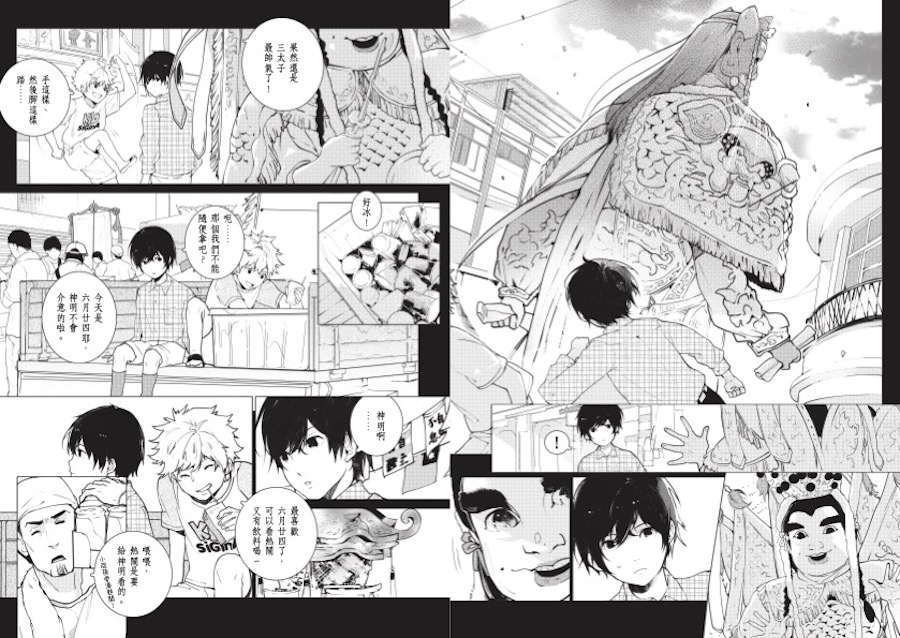 ！
果然還是
三太子
最帥氣了！
手這樣、
然後腳這樣
踏……
好冰！
呃……
那個我們不能
隨便拿吧？
今天是
六月廿四耶，
神明不會
介意的啦。
神明啊
……
最喜歡
六月廿四了，
可以看熱鬧
又有飲料喝—
喂喂，
熱鬧是要
給神明看的。